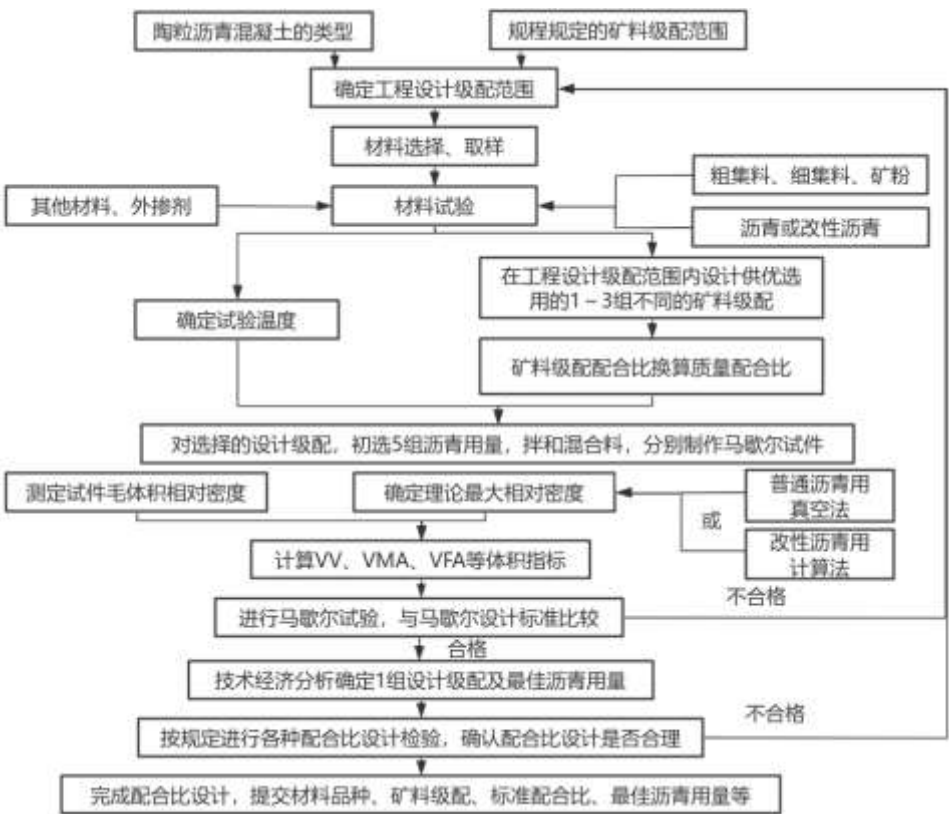 陶粒沥青混凝土的类型
规程规定的矿料级配范围
确定工程设计级配范围
材料选择、取样
粗集料、细集料、矿粉
其他材料、外掺剂
材料试验
沥青或改性沥青
在工程设计级配范围内设计供优选
用的1-3组不同的矿料级配
确定试验温度
矿料级配配合比换算质量配合比
对选择的设计级配，初选5组沥青用量，拌和混合料，分别制作马歇尔试件
测定试件毛体积相对密度
确定理论最大相对密度
普通沥青用
真空法
或
改性沥青用
计算法
计算VV、VMA、VFA等体积指标
不合格
进行马歇尔试验，与马歇尔设计标准比较
合格
技术经济分析确定1组设计级配及最佳沥青用量
不合格
按规定进行各种配合比设计检验，确认配合比设计是否合理
完成配合比设计，提交材料品种、矿料级配、标准配合比、最佳沥青用量等